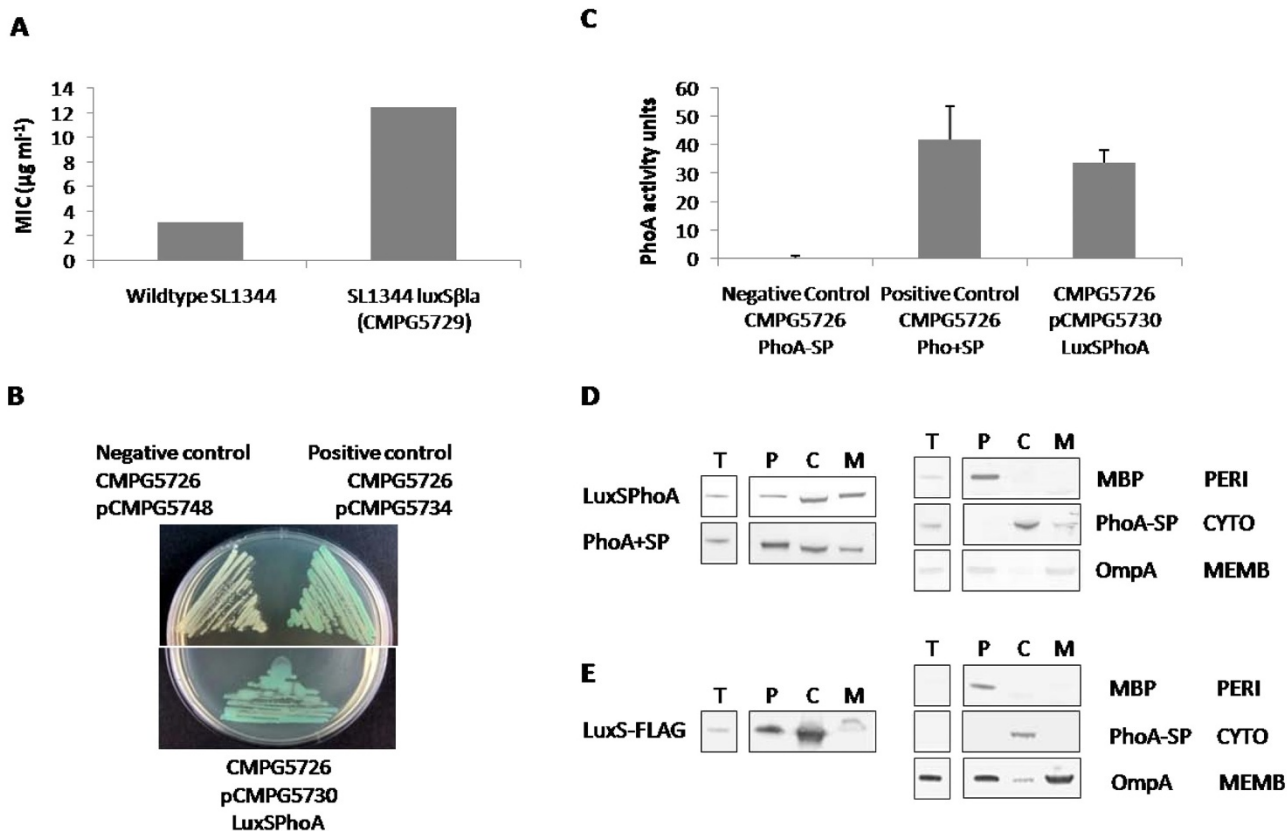 A
MIC (µg ml-1)
14
12
10
8
6
4
2
0
Wildtype SL1344
SL1344 luxSβla
(CMPG5729)
B
Negative control
CMPG5726
pCMPG5748
Positive control
CMPG5726
pCMPG5734
CMPG5726
pCMPG5730
LuxSPhoA
C
PhoA activity units
60
50
40
30
20
10
0
Negative Control
CMPG5726
PhoA-SP
Positive Control
CMPG5726
Pho+SP
CMPG5726
pCMPG5730
LuxSPhoA
D
T P C M
LuxSPhoA
PhoA+SP
T P C M
MBP PERI
PhoA-SP CYTO
OmpA MEMB
E
T P C M
LuxS-FLAG
T P C M
MBP PERI
PhoA-SP CYTO
OmpA MEMB